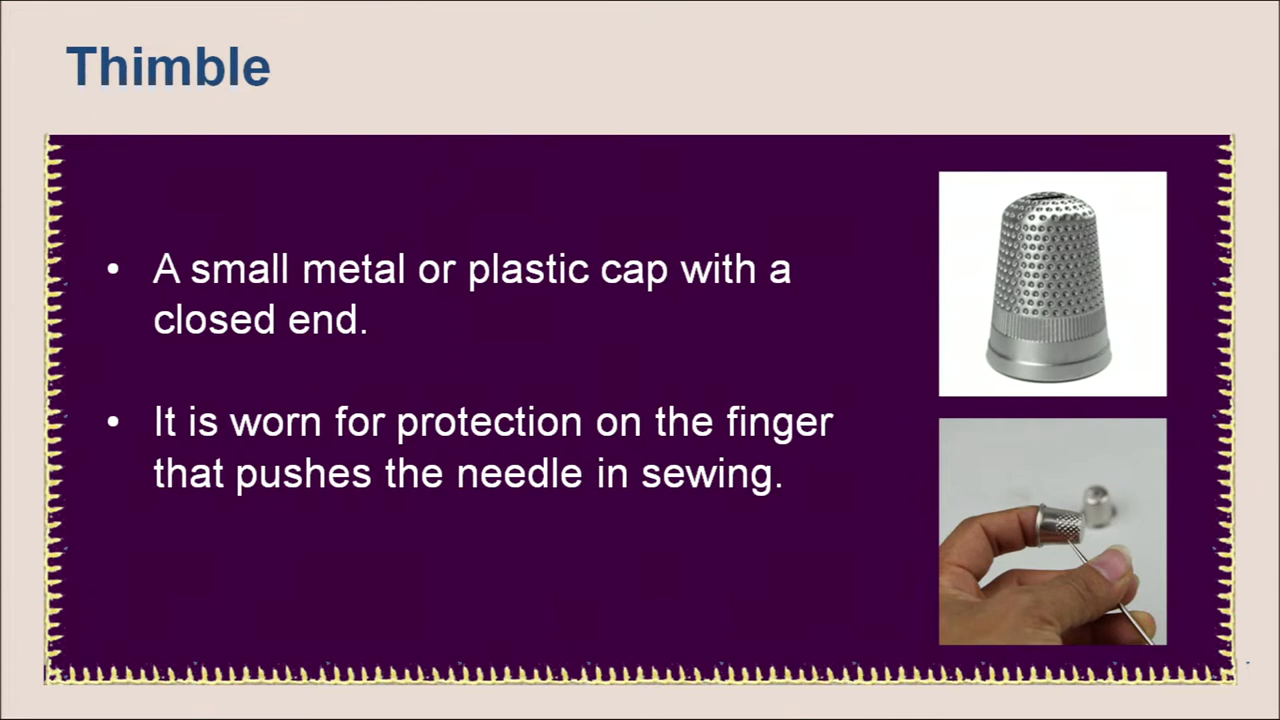 Thimble
• A small metal or plastic cap with a
closed end.
• It is worn for protection on the finger
that pushes the needle in sewing.